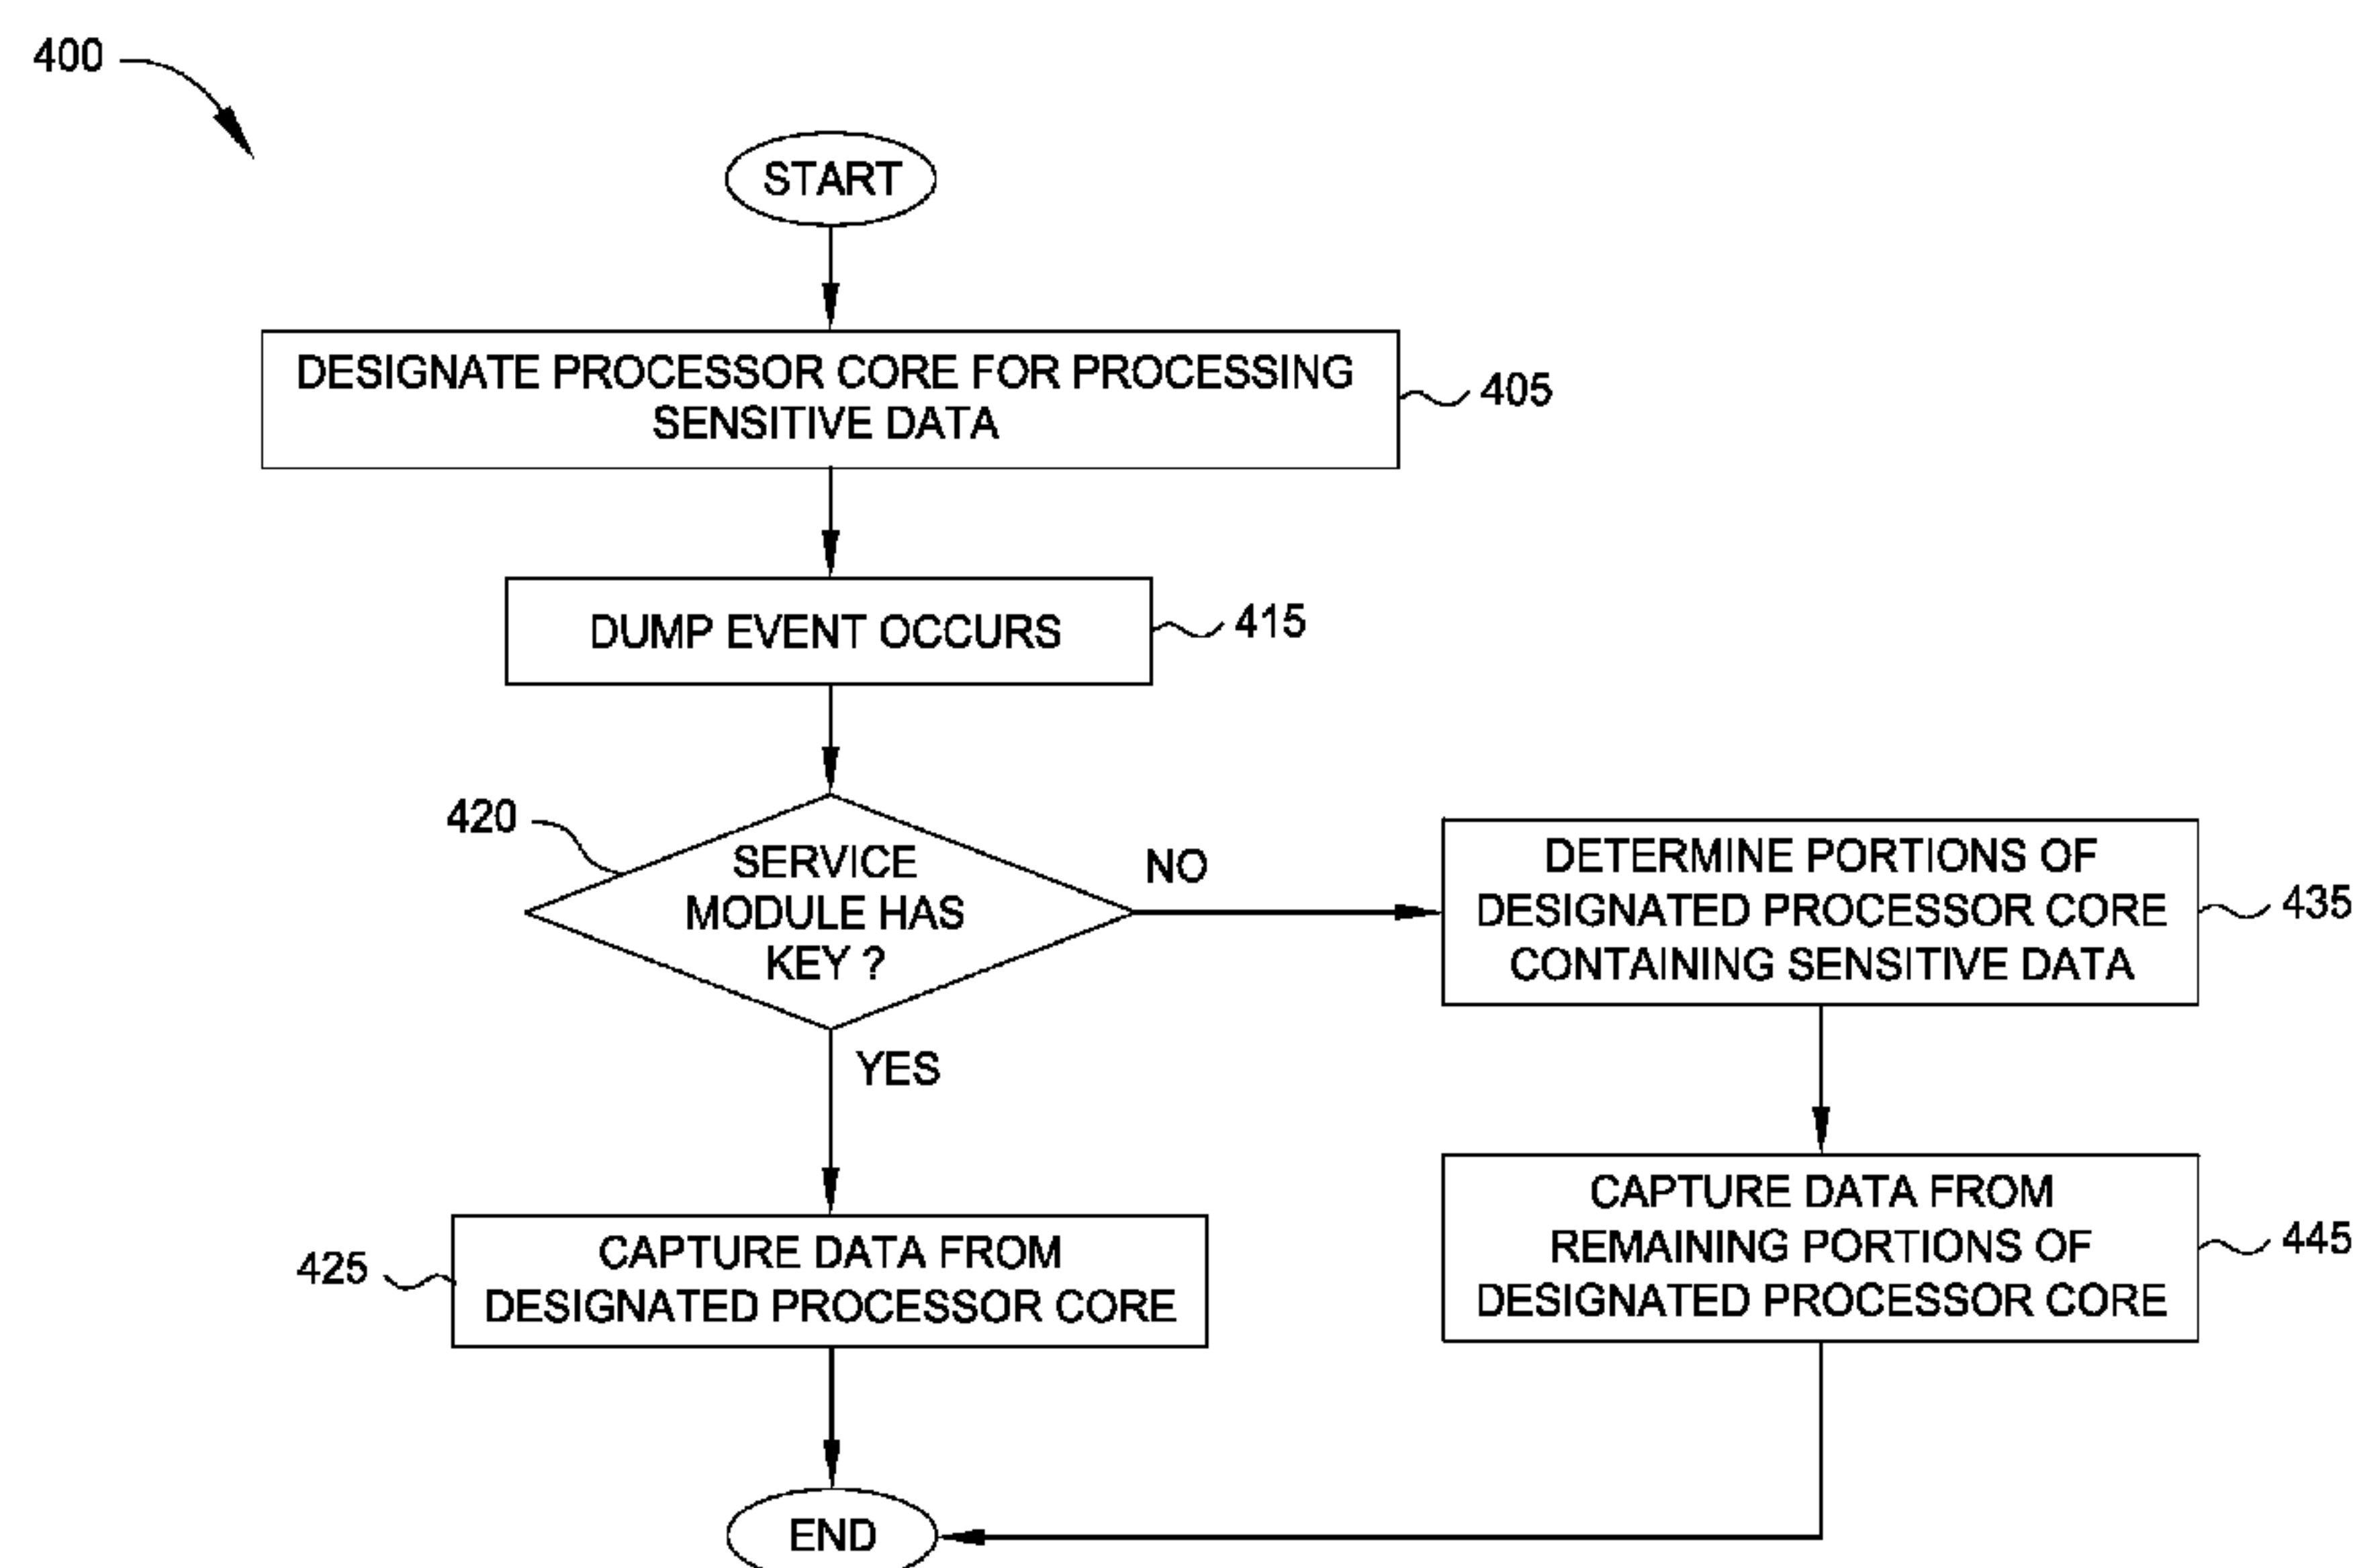 400
START
DESIGNATE PROCESSOR CORE FOR PROCESSING
SENSITIVE DATA
405
DUMP EVENT OCCURS
415
420
SERVICE
MODULE HAS
KEY ?
NO
YES
DETERMINE PORTIONS OF
DESIGNATED PROCESSOR CORE
CONTAINING SENSITIVE DATA
435
425
CAPTURE DATA FROM
DESIGNATED PROCESSOR CORE
CAPTURE DATA FROM
REMAINING PORTIONS OF
DESIGNATED PROCESSOR CORE
445
END